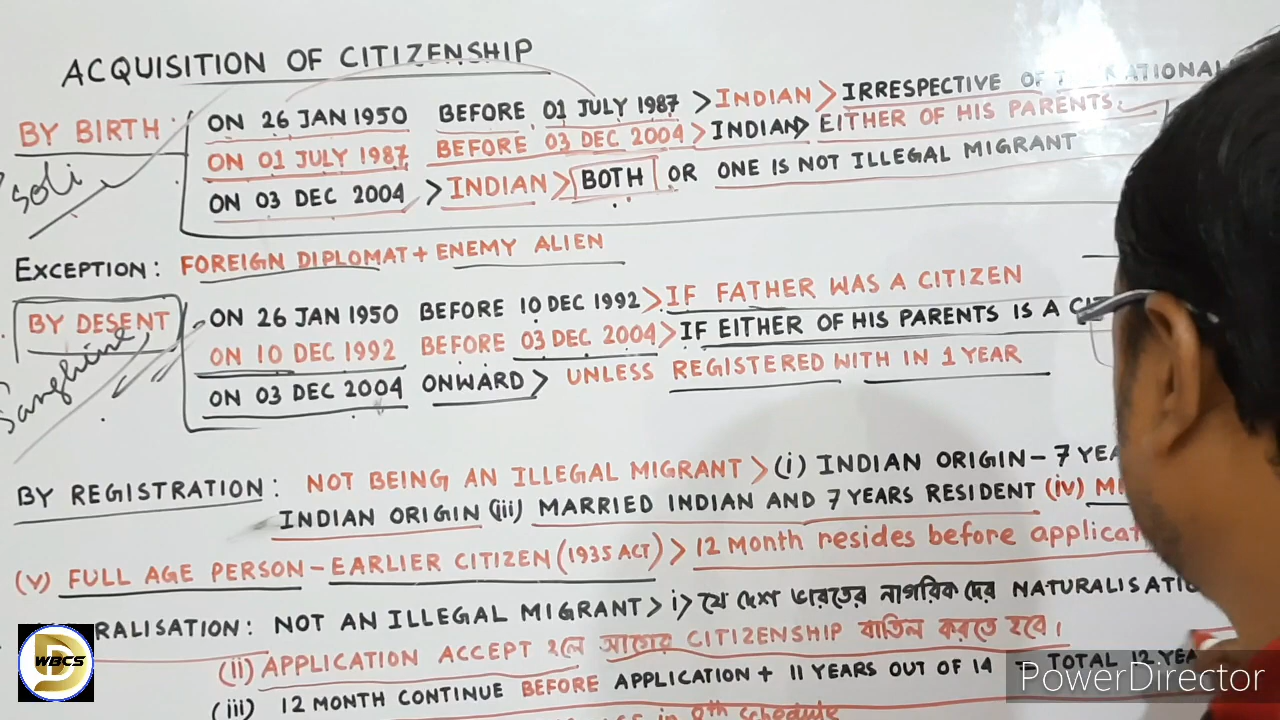 ACQUISITION OF CITIZENSHIP
BY BIRTH: ON 26 JAN 1950 BEFORE 01 JULY 1987 > INDIAN > IRRESPECTIVE OF
ON 01 JULY 1987 BEFORE 03 DEC 2004 > INDIAN > EITHER OF HIS PARENTS.
ON 03 DEC 2004 > INDIAN > BOTH OR ONE IS NOT ILLEGAL MIGRANT
soli
EXCEPTION: FOREIGN DIPLOMAT + ENEMY ALIEN
BY DESENT ON 26 JAN 1950 BEFORE 10 DEC 1992 > IF FATHER WAS A CITIZEN
ON 10 DEC 1992 BEFORE 03 DEC 2004 > IF EITHER OF HIS PARENTS IS A
ON 03 DEC 2004 ONWARD > UNLESS REGISTERED WITH IN 1 YEAR
BY REGISTRATION: NOT BEING AN ILLEGAL MIGRANT > (i) INDIAN ORIGIN - 7
INDIAN ORIGIN (iii) MARRIED INDIAN AND 7 YEARS RESIDENT (iv)
(v) FULL AGE PERSON - EARLIER CITIZEN (1935 ACT) > 12 Month resides before
RALISATION: NOT AN ILLEGAL MIGRANT > i> যে দেশ ভারতের নাগরিক দের
(ii) APPLICATION ACCEPT হলে আগের CITIZENSHIP বাতিল করতে হবে।
(iii) 12 MONTH CONTINUE BEFORE APPLICATION + 11 YEARS OUT OF 14 TOTAL 12
in 9th schedule
D WBCS
PowerDirector